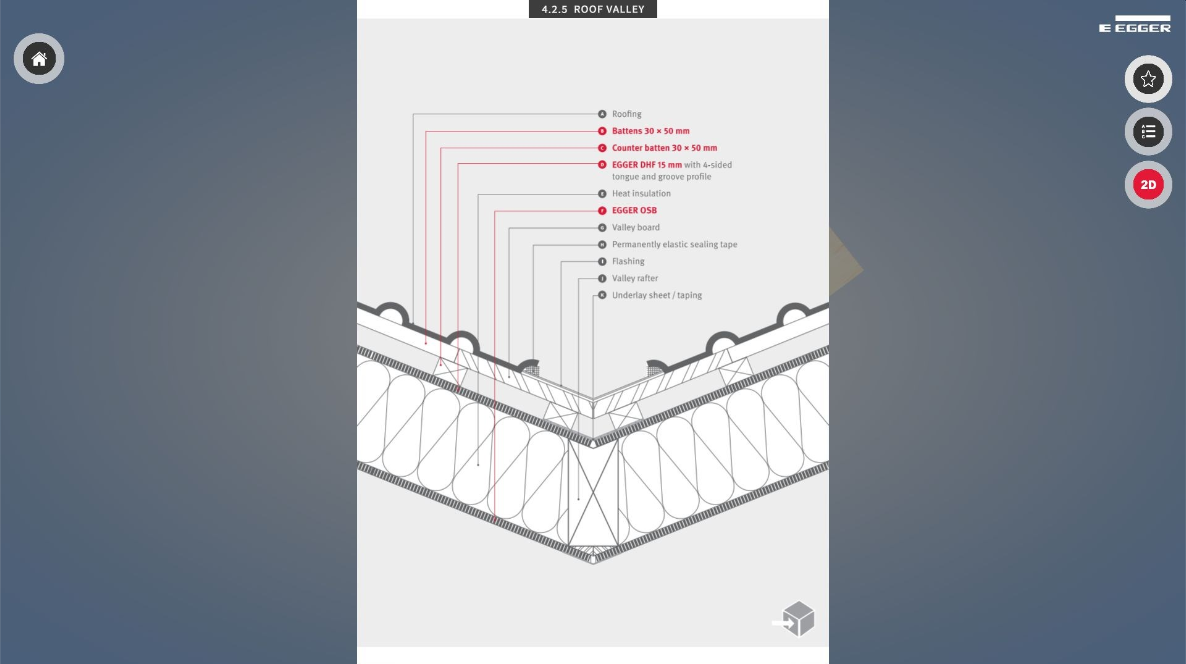 4.2.5 ROOF VALLEY
E EGGER
A Roofing
B Battens 30 × 50 mm
C Counter batten 30 × 50 mm
D EGGER DHF 15 mm with 4-sided
tongue and groove profile
E Heat insulation
F EGGER OSB
G Valley board
H Permanently elastic sealing tape
I Flashing
J Valley rafter
K Underlay sheet / taping
2D